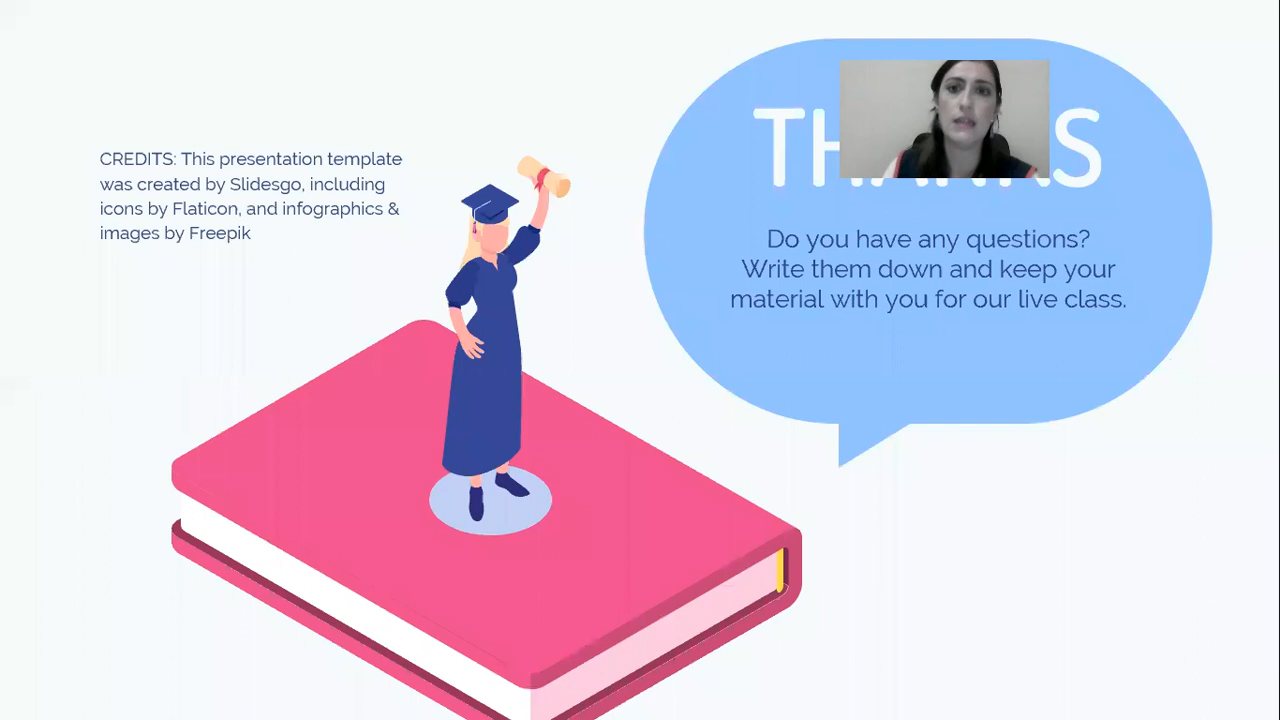 CREDITS: This presentation template
was created by Slidesgo, including
icons by Flaticon, and infographics &
images by Freepik
THANKS
Do you have any questions?
Write them down and keep your
material with you for our live class.